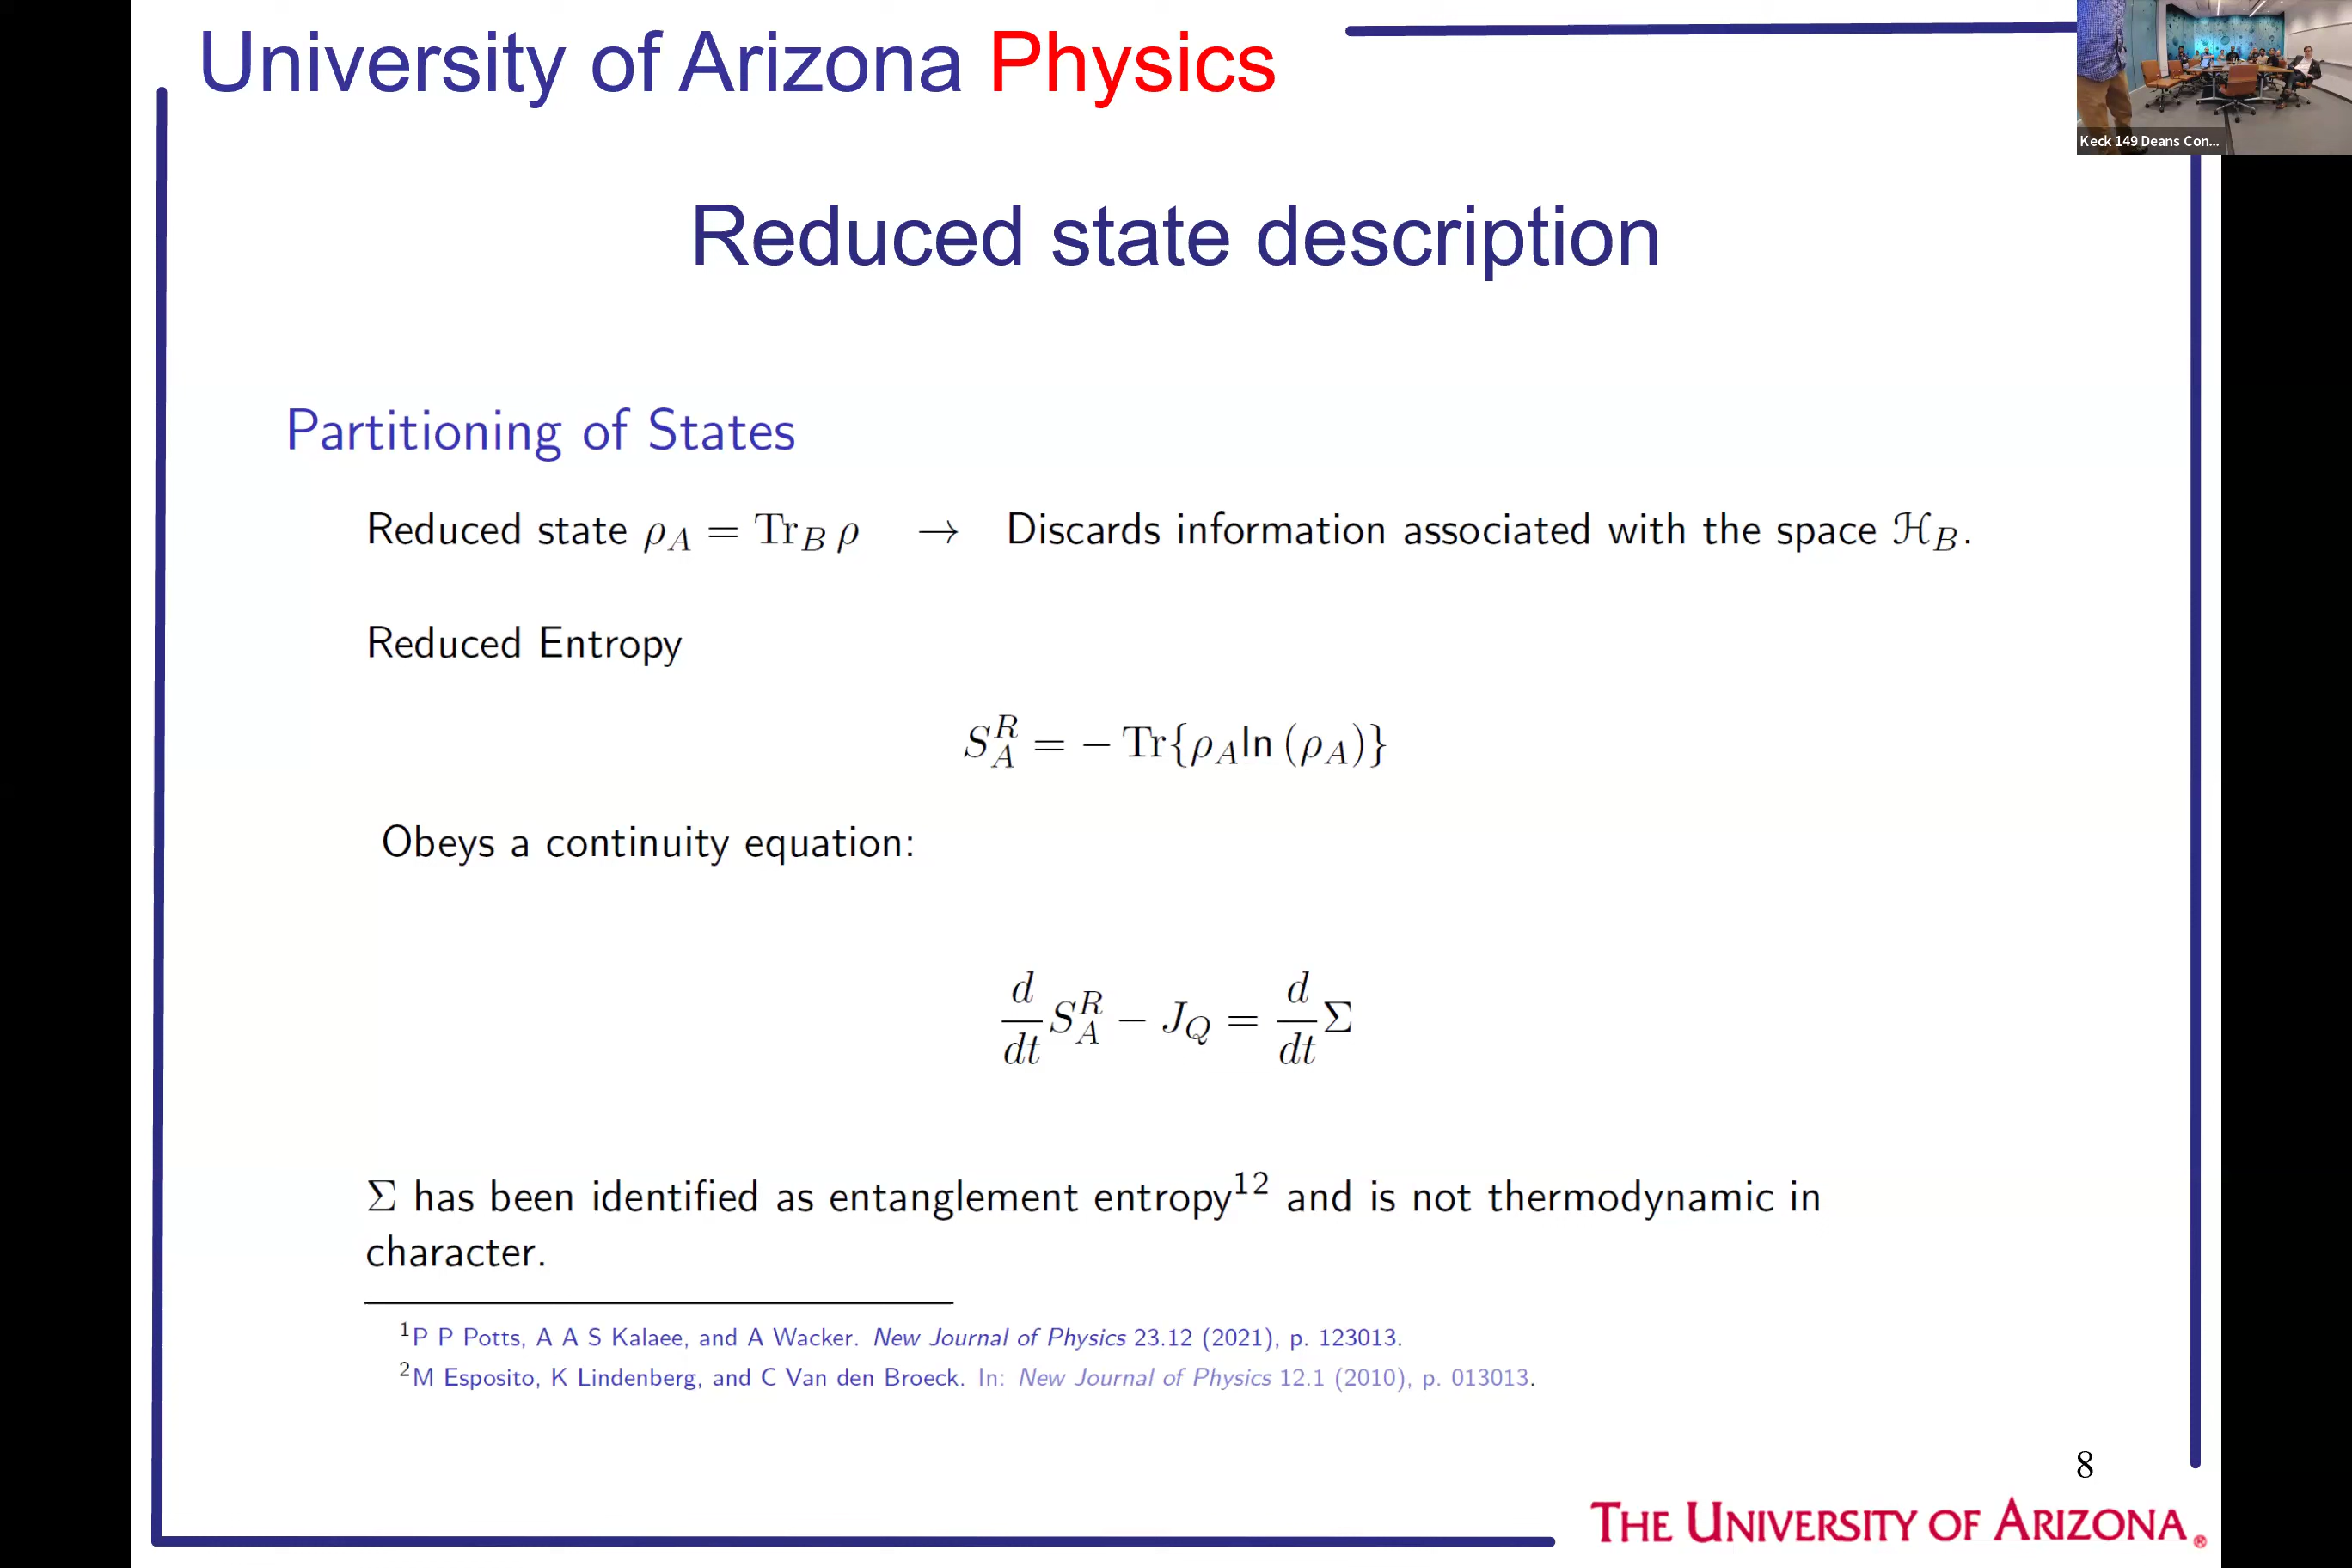 University of Arizona Physics
Keck 149 Deans Con...
Reduced state description
Partitioning of States
Reduced state ρ_A = Tr_B ρ → Discards information associated with the space ℋ_B.
Reduced Entropy
S_A^R = − Tr{ρ_A ln (ρ_A)}
Obeys a continuity equation:
d/dt S_A^R − J_Q = d/dt Σ
Σ has been identified as entanglement entropy¹² and is not thermodynamic in
character.
¹P P Potts, A A S Kalaee, and A Wacker. New Journal of Physics 23.12 (2021), p. 123013.
²M Esposito, K Lindenberg, and C Van den Broeck. In: New Journal of Physics 12.1 (2010), p. 013013.
8
THE UNIVERSITY OF ARIZONA®